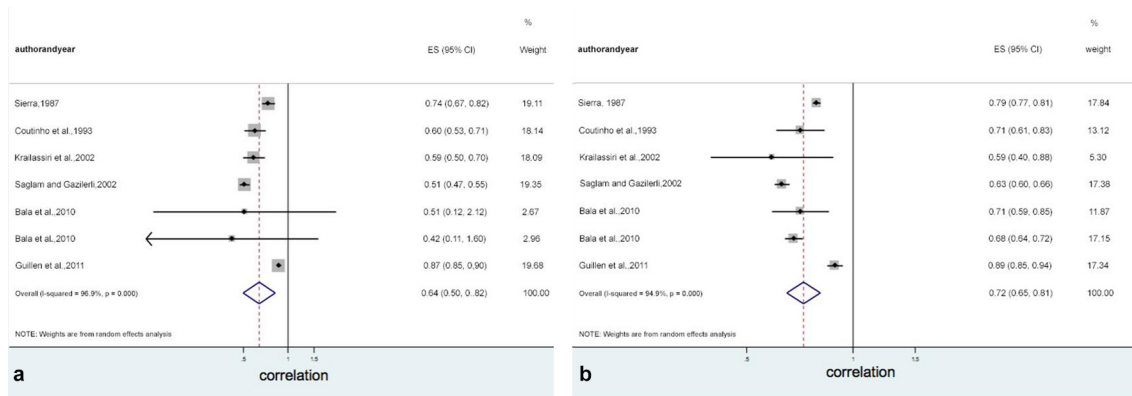 %
authorandyear ES (95% CI) Weight
Sierra,1987 0.74 (0.67, 0.82) 19.11
Coutinho et al.,1993 0.60 (0.53, 0.71) 18.14
Krailassiri et al.,2002 0.59 (0.50, 0.70) 18.09
Saglam and Gazilerli,2002 0.51 (0.47, 0.55) 19.35
Bala et al.,2010 0.51 (0.12, 2.12) 2.67
Bala et al.,2010 0.42 (0.11, 1.60) 2.96
Guillen et al.,2011 0.87 (0.85, 0.90) 19.68
Overall (I-squared = 96.9%, p = 0.000) 0.64 (0.50, 0..82) 100.00
NOTE: Weights are from random effects analysis
.5 1 1.5
a correlation
%
authorandyear ES (95% CI) weight
Sierra, 1987 0.79 (0.77, 0.81) 17.84
Coutinho et al.,1993 0.71 (0.61, 0.83) 13.12
Krailassiri et al.,2002 0.59 (0.40, 0.88) 5.30
Saglam and Gazilerli,2002 0.63 (0.60, 0.66) 17.38
Bala et al.,2010 0.71 (0.59, 0.85) 11.87
Bala et al.,2010 0.68 (0.64, 0.72) 17.15
Guillen et al.,2011 0.89 (0.85, 0.94) 17.34
Overall (I-squared = 94.9%, p = 0.000) 0.72 (0.65, 0.81) 100.00
NOTE: Weights are from random effects analysis
.5 1 1.5
b correlation